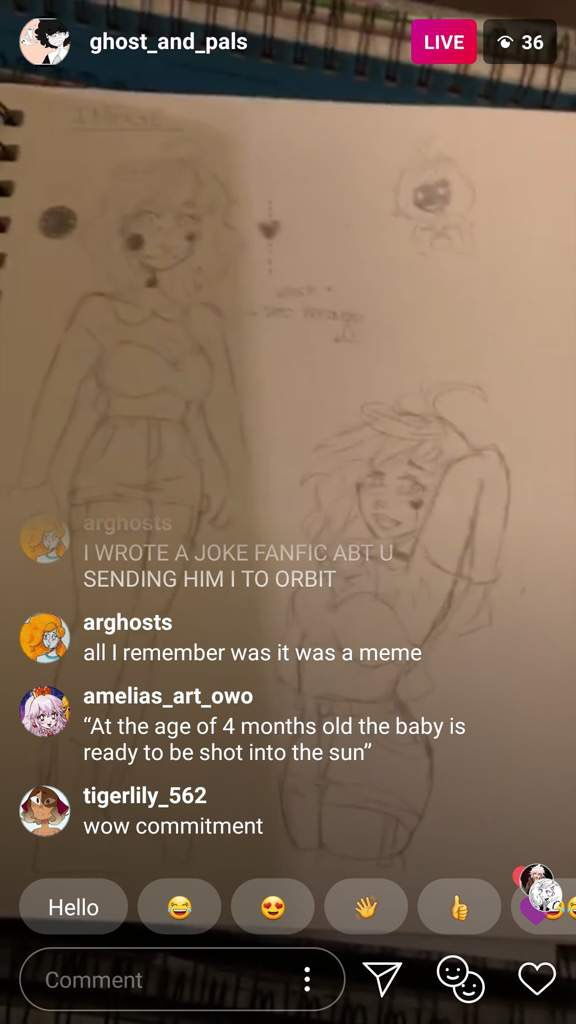 ghost_and_pals
LIVE
36
arghosts
I WROTE A JOKE FANFIC ABT U
SENDING HIM I TO ORBIT
arghosts
all I remember was it was a meme
amelias_art_owo
“At the age of 4 months old the baby is
ready to be shot into the sun”
tigerlily_562
wow commitment
Hello
Comment